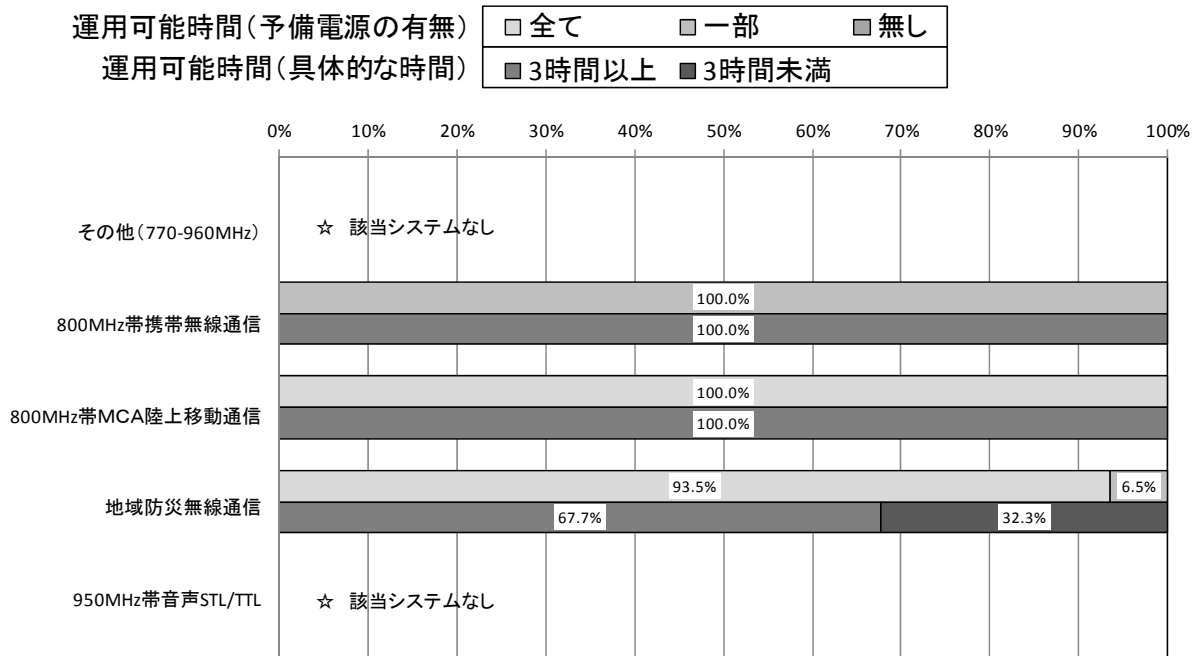 運用可能時間(予備電源の有無) 全て 一部 無し
運用可能時間(具体的な時間) 3時間以上 3時間未満
0% 10% 20% 30% 40% 50% 60% 70% 80% 90% 100%
その他(770-960MHz) ☆ 該当システムなし
100.0%
800MHz帯携帯無線通信
100.0%
100.0%
800MHz帯MCA陸上移動通信
100.0%
93.5% 6.5%
地域防災無線通信
67.7% 32.3%
950MHz帯音声STL/TTL ☆ 該当システムなし